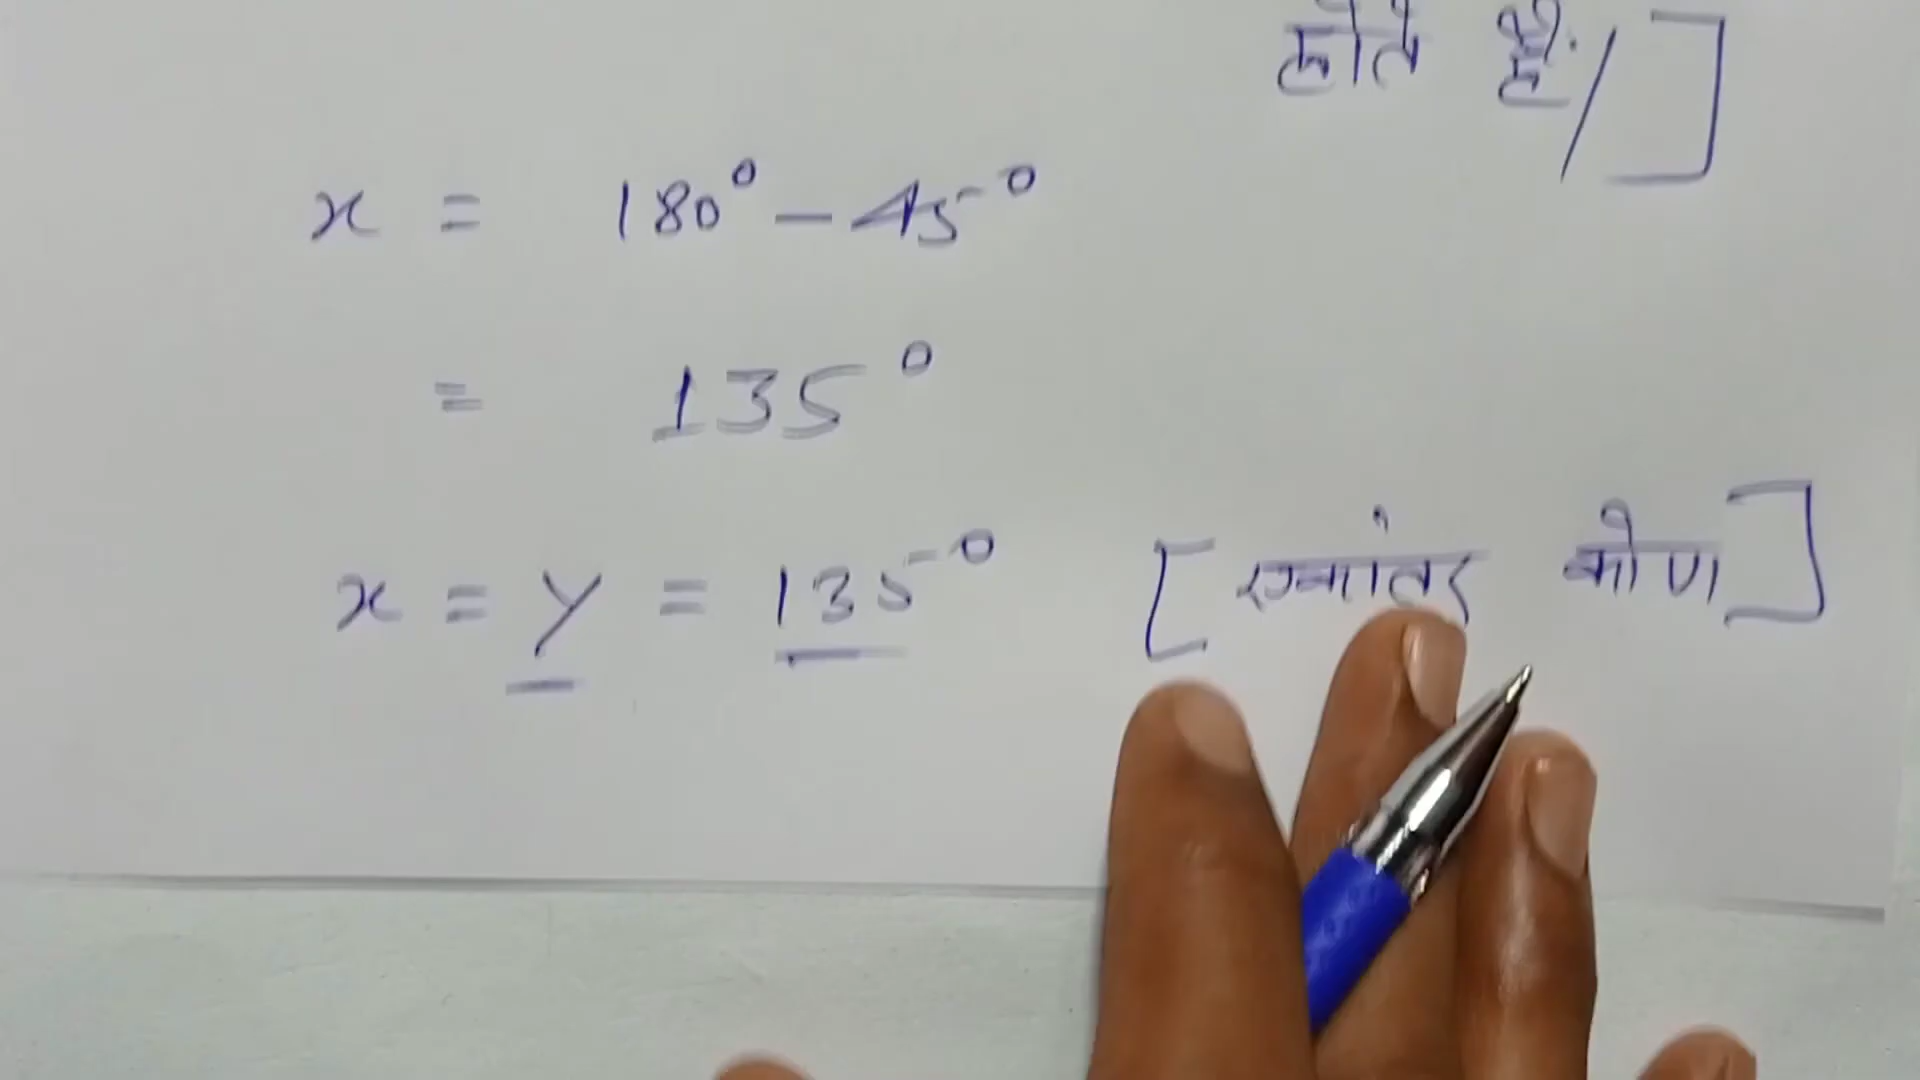 होते हैं।]
x = 180° - 45°
= 135°
x = y = 135° [एकांतर कोण]